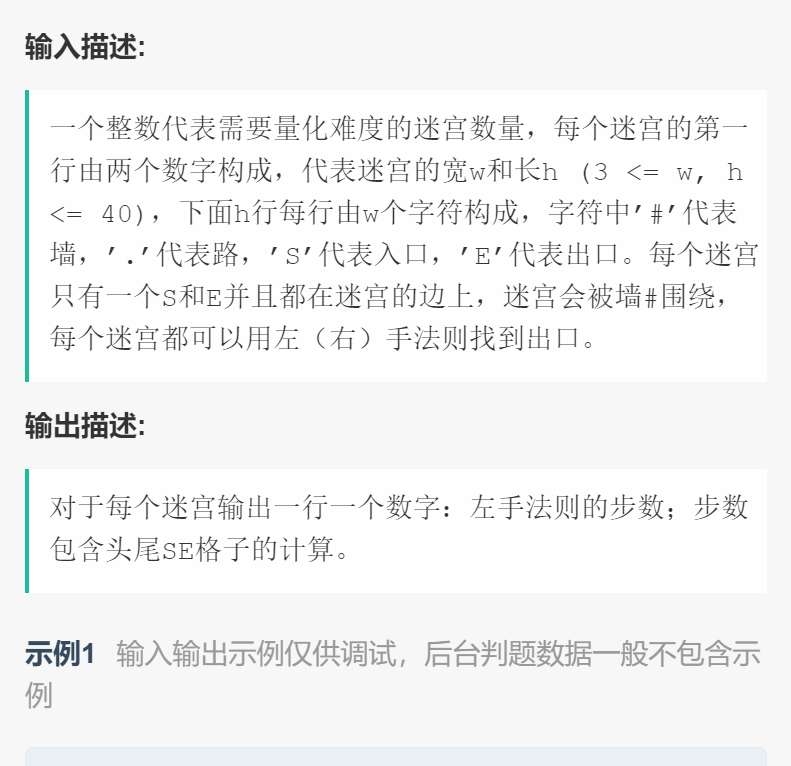 输入描述:
一个整数代表需要量化难度的迷宫数量，每个迷宫的第一
行由两个数字构成，代表迷宫的宽w和长h (3 <= w, h
<= 40)，下面h行每行由w个字符构成，字符中'#'代表
墙，'.'代表路，'S'代表入口，'E'代表出口。每个迷宫
只有一个S和E并且都在迷宫的边上，迷宫会被墙#围绕，
每个迷宫都可以用左（右）手法则找到出口。
输出描述:
对于每个迷宫输出一行一个数字：左手法则的步数；步数
包含头尾SE格子的计算。
示例1 输入输出示例仅供调试，后台判题数据一般不包含示
例